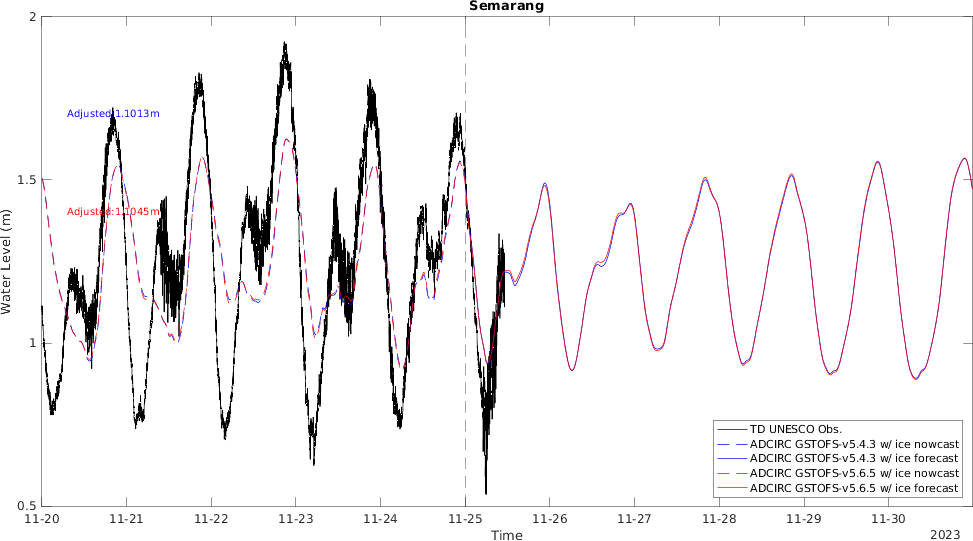 Semarang
2
Adjusted:1.1013m
1.5
Adjusted:1.1045m
Water Level (m)
1
TD UNESCO Obs.
ADCIRC GSTOFS-v5.4.3 w/ ice nowcast
ADCIRC GSTOFS-v5.4.3 w/ ice forecast
ADCIRC GSTOFS-v5.6.5 w/ ice nowcast
ADCIRC GSTOFS-v5.6.5 w/ ice forecast
0.5
11-20 11-21 11-22 11-23 11-24 11-25 11-26 11-27 11-28 11-29 11-30
Time
2023